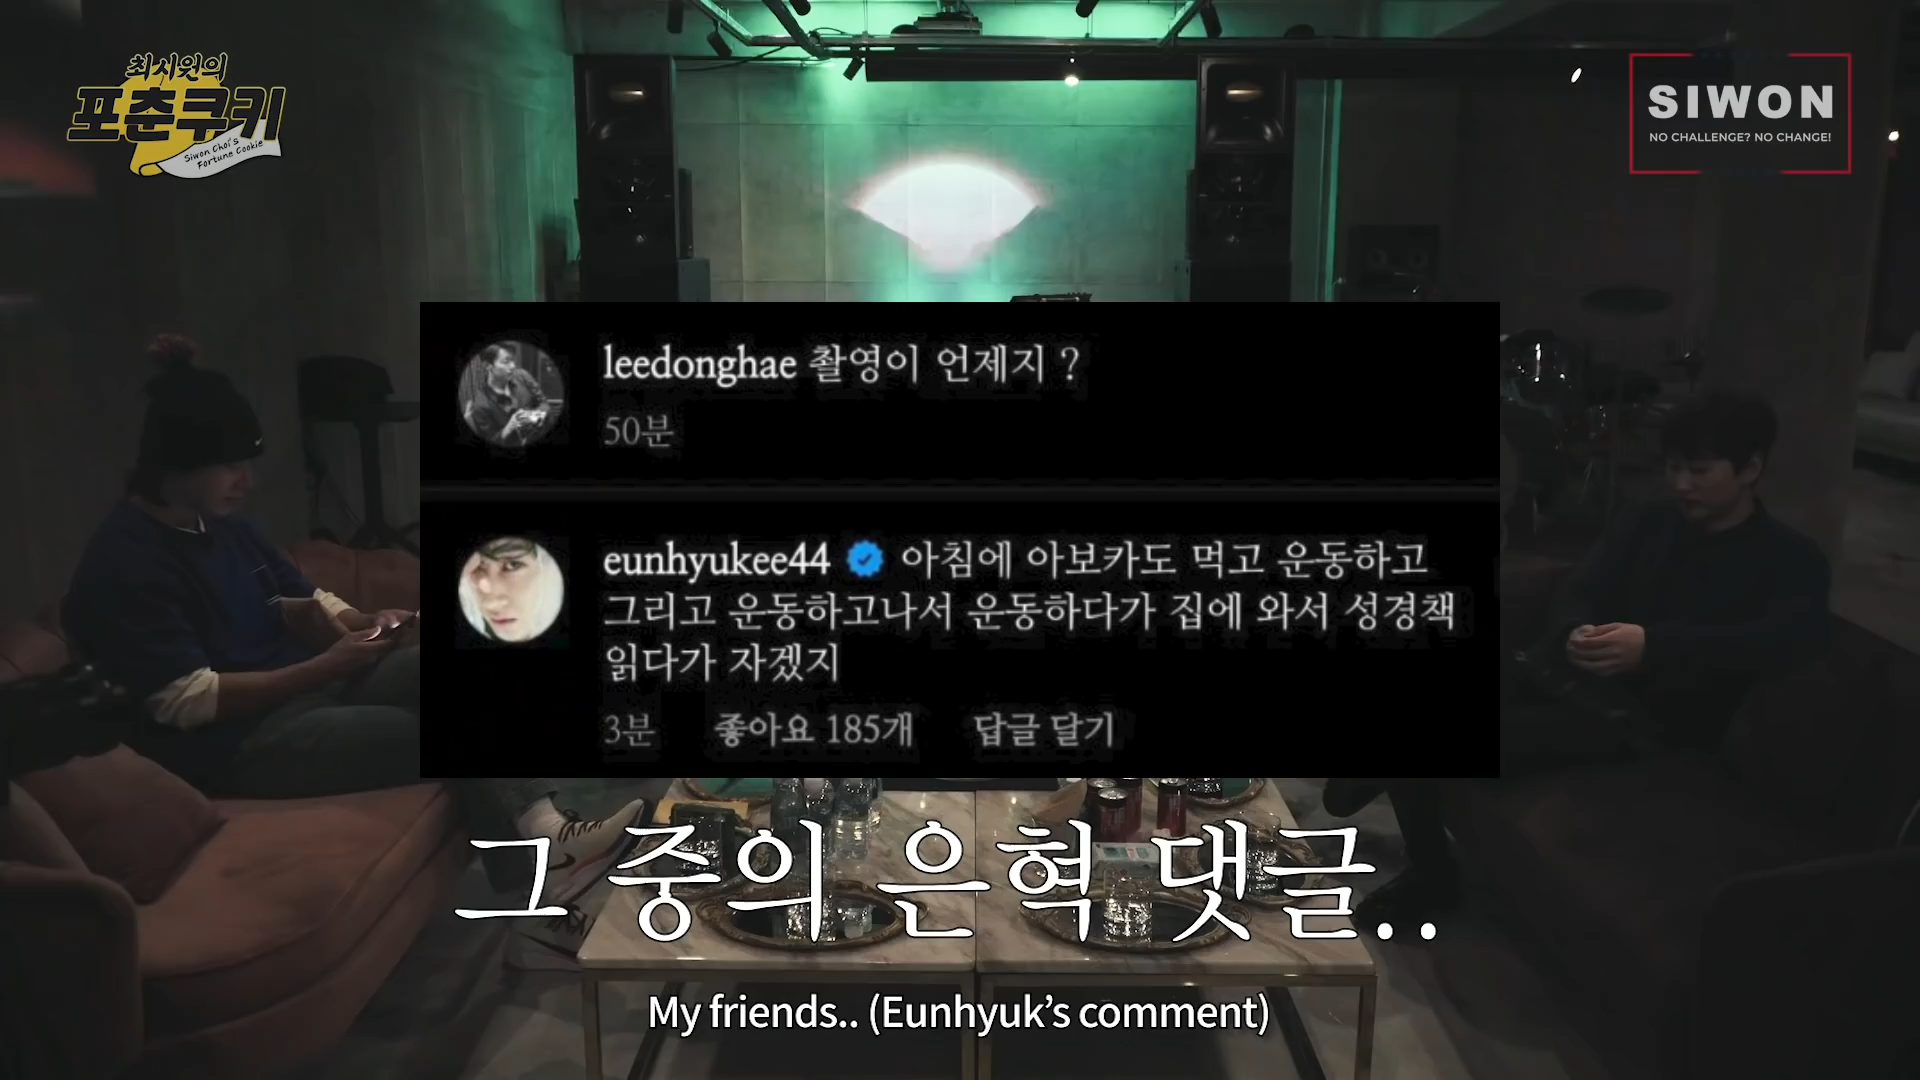 최시원의
포춘쿠키
Siwon Choi's
Fortune Cookie
SIWON
NO CHALLENGE? NO CHANGE!
leedonghae 촬영이 언제지 ?
50분
eunhyukee44 아침에 아보카도 먹고 운동하고
그리고 운동하고나서 운동하다가 집에 와서 성경책
읽다가 자겠지
3분 좋아요 185개 답글 달기
그 중의 은혁 댓글..
My friends.. (Eunhyuk's comment)